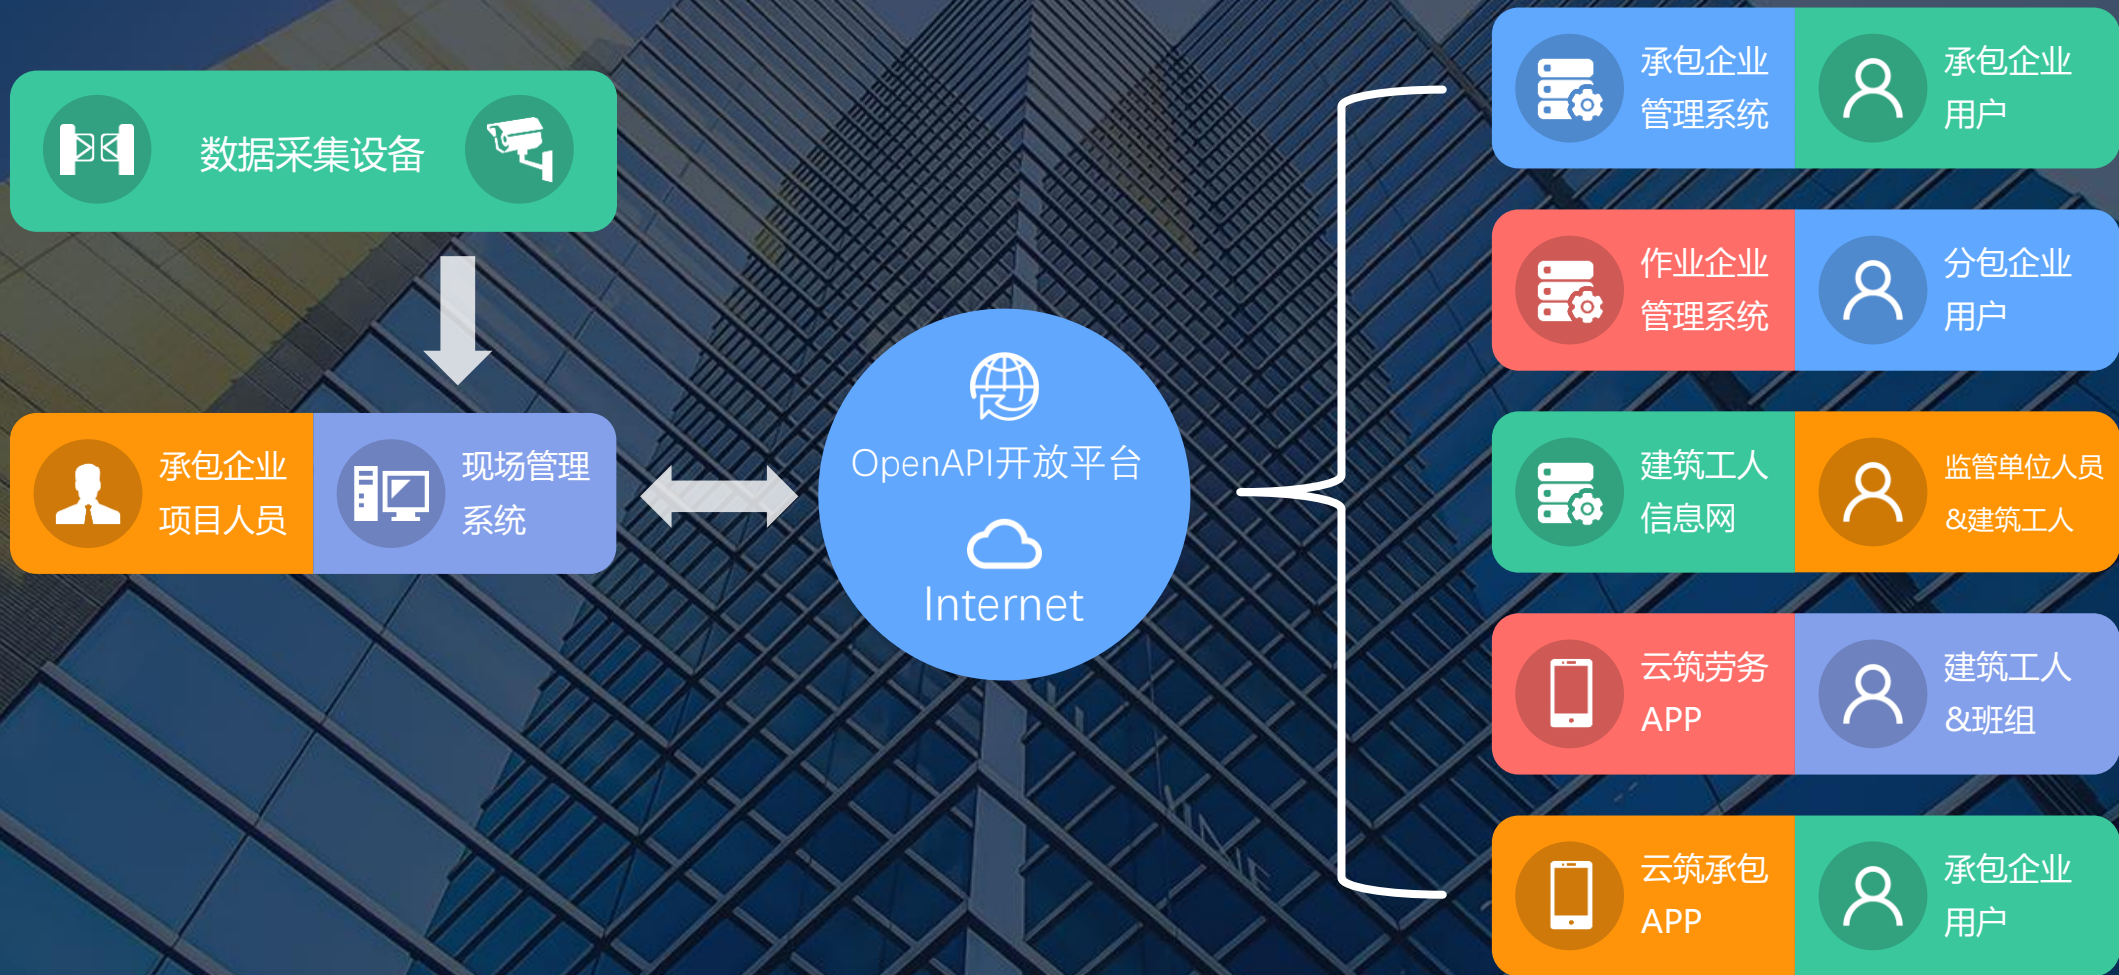 数据采集设备
承包企业
项目人员
现场管理
系统
OpenAPI开放平台
Internet
承包企业
管理系统
承包企业
用户
作业企业
管理系统
分包企业
用户
建筑工人
信息网
监管单位人员
&建筑工人
云筑劳务
APP
建筑工人
&班组
云筑承包
APP
承包企业
用户